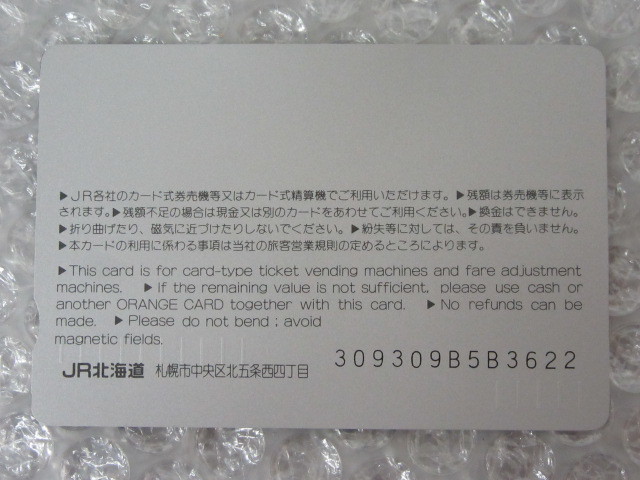 ▶JR各社のカード式券売機等又はカード式精算機でご利用いただけます。▶残額は券売機等に表示
されます。▶残額不足の場合は現金又は別のカードをあわせてご利用ください。▶換金はできません。
▶折り曲げたり、磁気に近づけたりしないでください。▶紛失等に対しては、その責を負いません。
▶本カードの利用に係わる事項は当社の旅客営業規則の定めるところによります。
▶This card is for card-type ticket vending machines and fare adjustment
machines. ▶If the remaining value is not sufficient, please use cash or
another ORANGE CARD together with this card. ▶No refunds can be
made. ▶Please do not bend; avoid
magnetic fields.
JR北海道 札幌市中央区北五条西四丁目 309309B5B3622